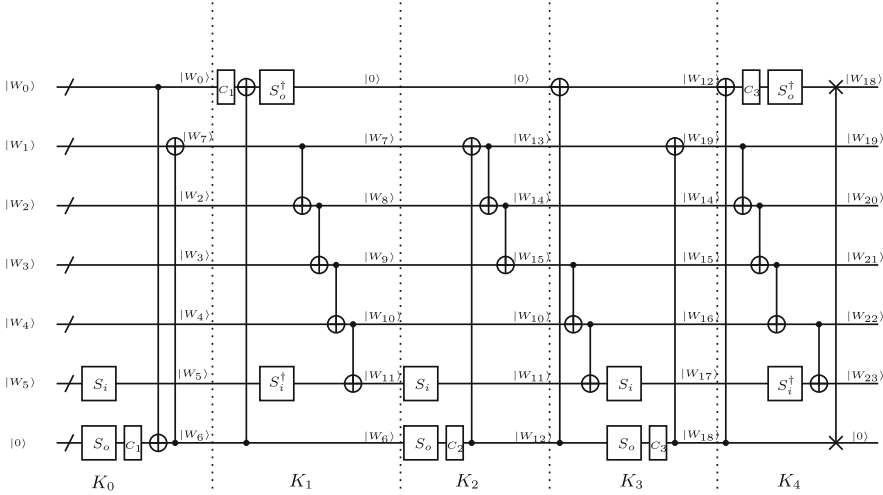 |W₀⟩ |W₀⟩ C₁ S_o^† |0⟩ |0⟩ |W₁₂⟩ C₃ S_o^† |W₁₈⟩
|W₁⟩ |W₇⟩ |W₇⟩ |W₁₃⟩ |W₁₉⟩ |W₁₉⟩
|W₂⟩ |W₂⟩ |W₈⟩ |W₁₄⟩ |W₁₄⟩ |W₂₀⟩
|W₃⟩ |W₃⟩ |W₉⟩ |W₁₅⟩ |W₁₅⟩ |W₂₁⟩
|W₄⟩ |W₄⟩ |W₁₀⟩ |W₁₀⟩ |W₁₆⟩ |W₂₂⟩
|W₅⟩ S_i |W₅⟩ S_i^† |W₁₁⟩ S_i |W₁₁⟩ S_i |W₁₇⟩ S_i^† |W₂₃⟩
|0⟩ S_o C₁ |W₆⟩ |W₆⟩ S_o C₂ |W₁₂⟩ S_o C₃ |W₁₈⟩ |0⟩
K₀ K₁ K₂ K₃ K₄